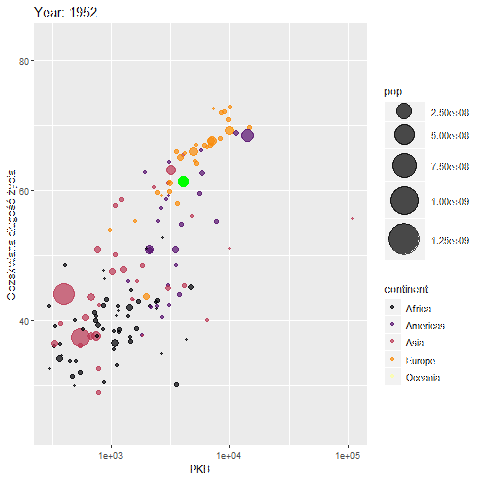 Year: 1952
80
60
40
Oczekiwana długość życia
1e+03
1e+04
1e+05
PKB
pop
2.50e+08
5.00e+08
7.50e+08
1.00e+09
1.25e+09
continent
Africa
Americas
Asia
Europe
Oceania